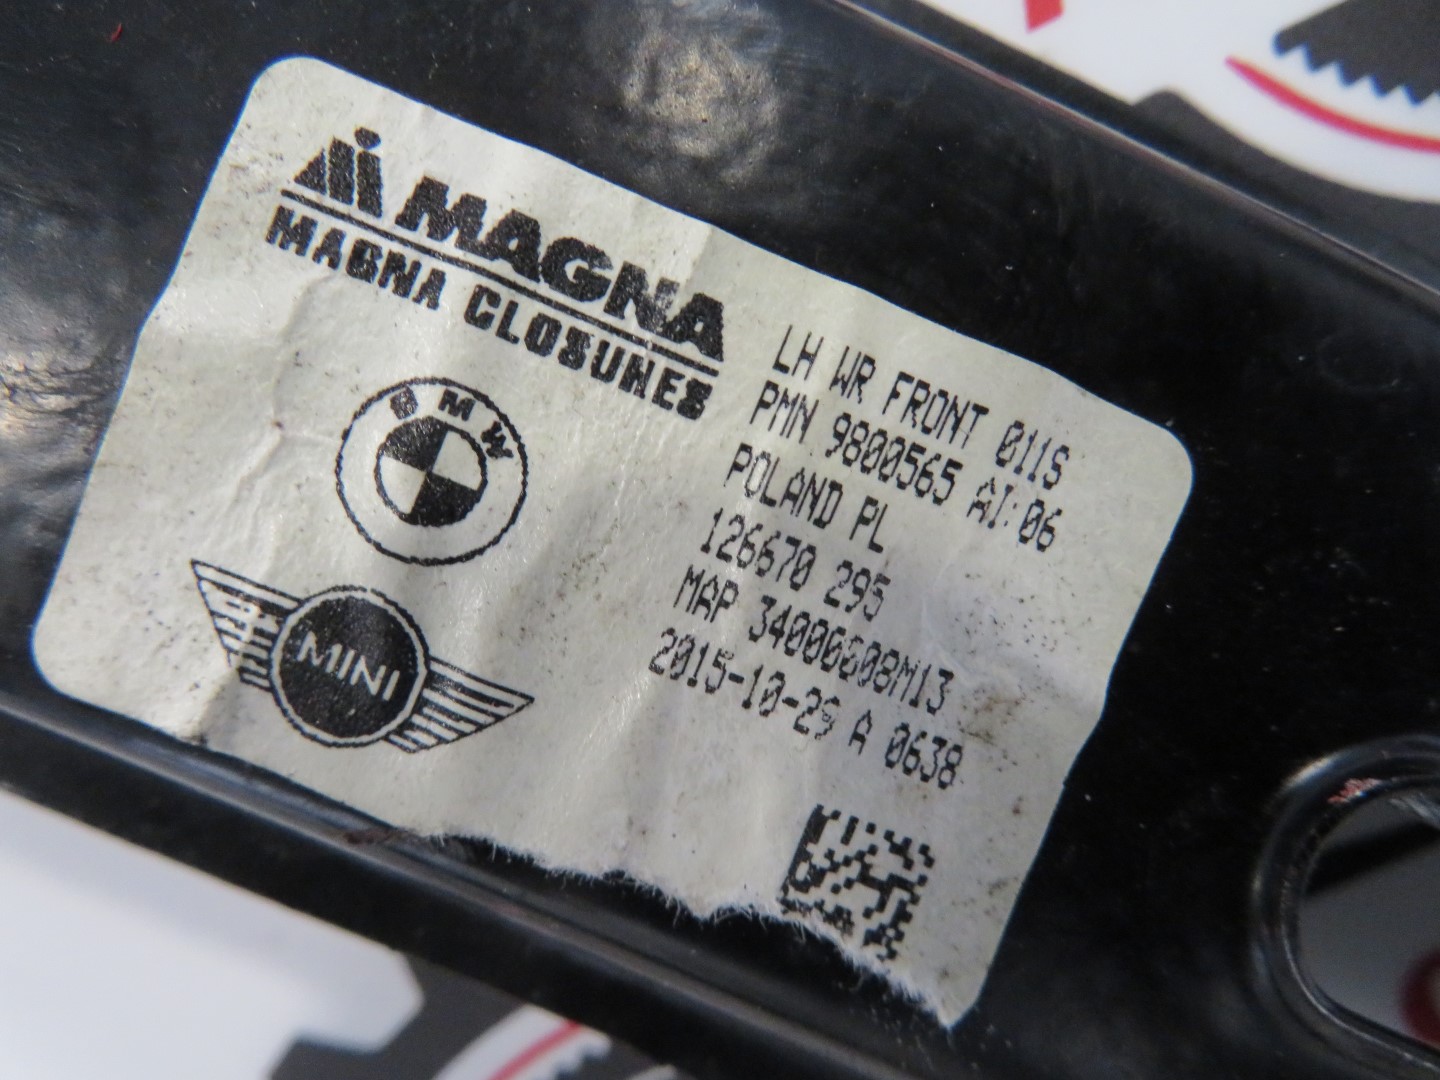 MAGNA
MAGNA CLOSURES
BMW
MINI
LH WR FRONT 011S
PMN 9800565 AI:06
POLAND PL
126670 295
MAP 34000608M13
2015-10-29 A 0638